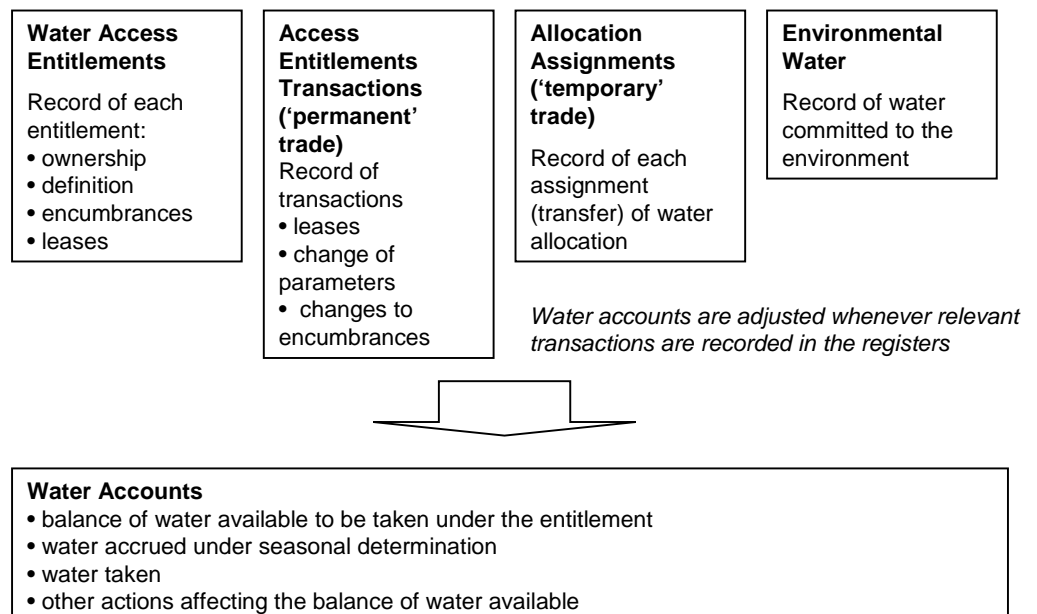 Water Access
Entitlements
Record of each
entitlement:
• ownership
• definition
• encumbrances
• leases
Access
Entitlements
Transactions
(‘permanent’
trade)
Record of
transactions
• leases
• change of
parameters
• changes to
encumbrances
Allocation
Assignments
(‘temporary’
trade)
Record of each
assignment
(transfer) of water
allocation
Environmental
Water
Record of water
committed to the
environment
Water accounts are adjusted whenever relevant
transactions are recorded in the registers
Water Accounts
• balance of water available to be taken under the entitlement
• water accrued under seasonal determination
• water taken
• other actions affecting the balance of water available